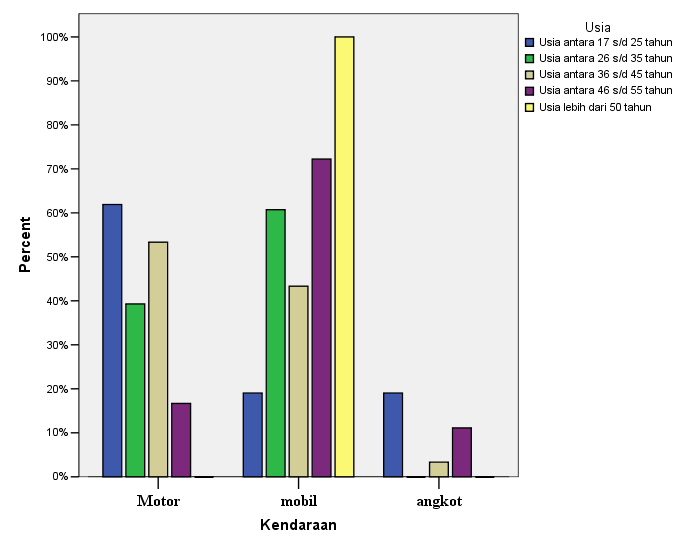 Usia
Usia antara 17 s/d 25 tahun
Usia antara 26 s/d 35 tahun
Usia antara 36 s/d 45 tahun
Usia antara 46 s/d 55 tahun
Usia lebih dari 50 tahun
Percent
100%
90%
80%
70%
60%
50%
40%
30%
20%
10%
0%
Motor
mobil
angkot
Kendaraan